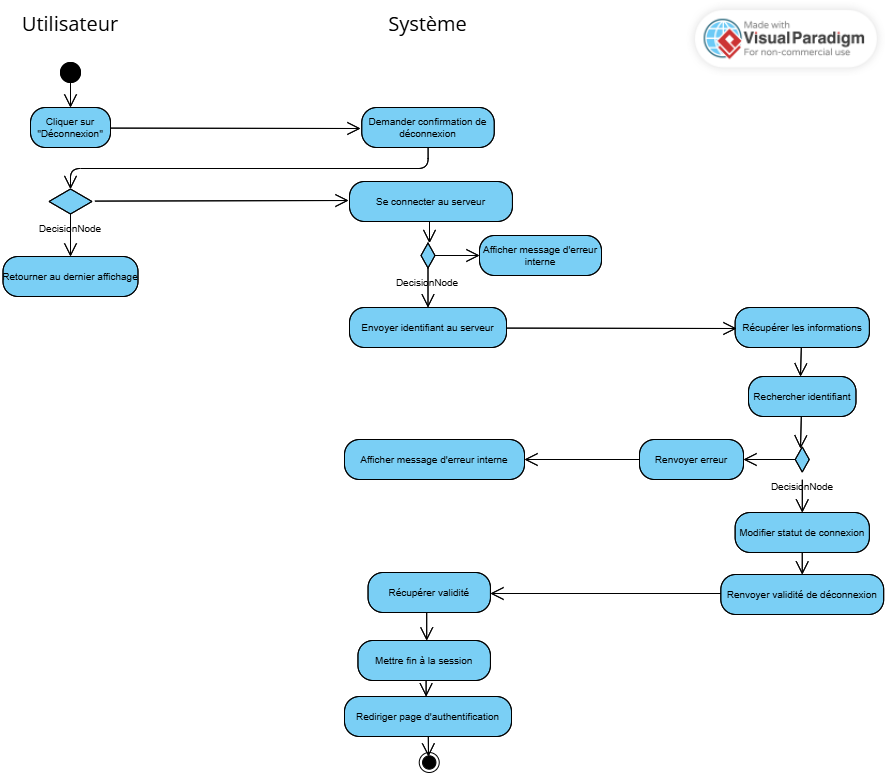 Utilisateur
Système
Made with
Visual Paradigm
For non-commercial use
Cliquer sur
"Déconnexion"
Demander confirmation de
déconnexion
Se connecter au serveur
DecisionNode
Afficher message d'erreur
interne
Retourner au dernier affichage
DecisionNode
Envoyer identifiant au serveur
Récupérer les informations
Rechercher identifiant
Afficher message d'erreur interne
Renvoyer erreur
DecisionNode
Modifier statut de connexion
Récupérer validité
Renvoyer validité de déconnexion
Mettre fin à la session
Rediriger page d'authentification